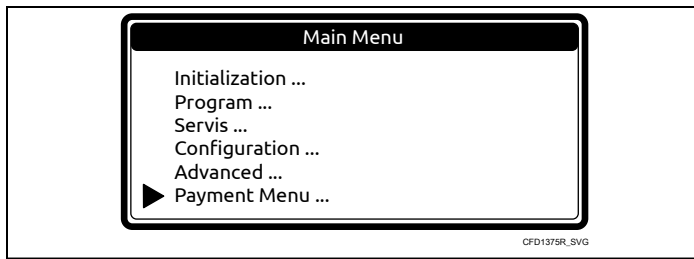 Main Menu
Initialization ...
Program ...
Servis ...
Configuration ...
Advanced ...
Payment Menu ...
CFD1375R_SVG